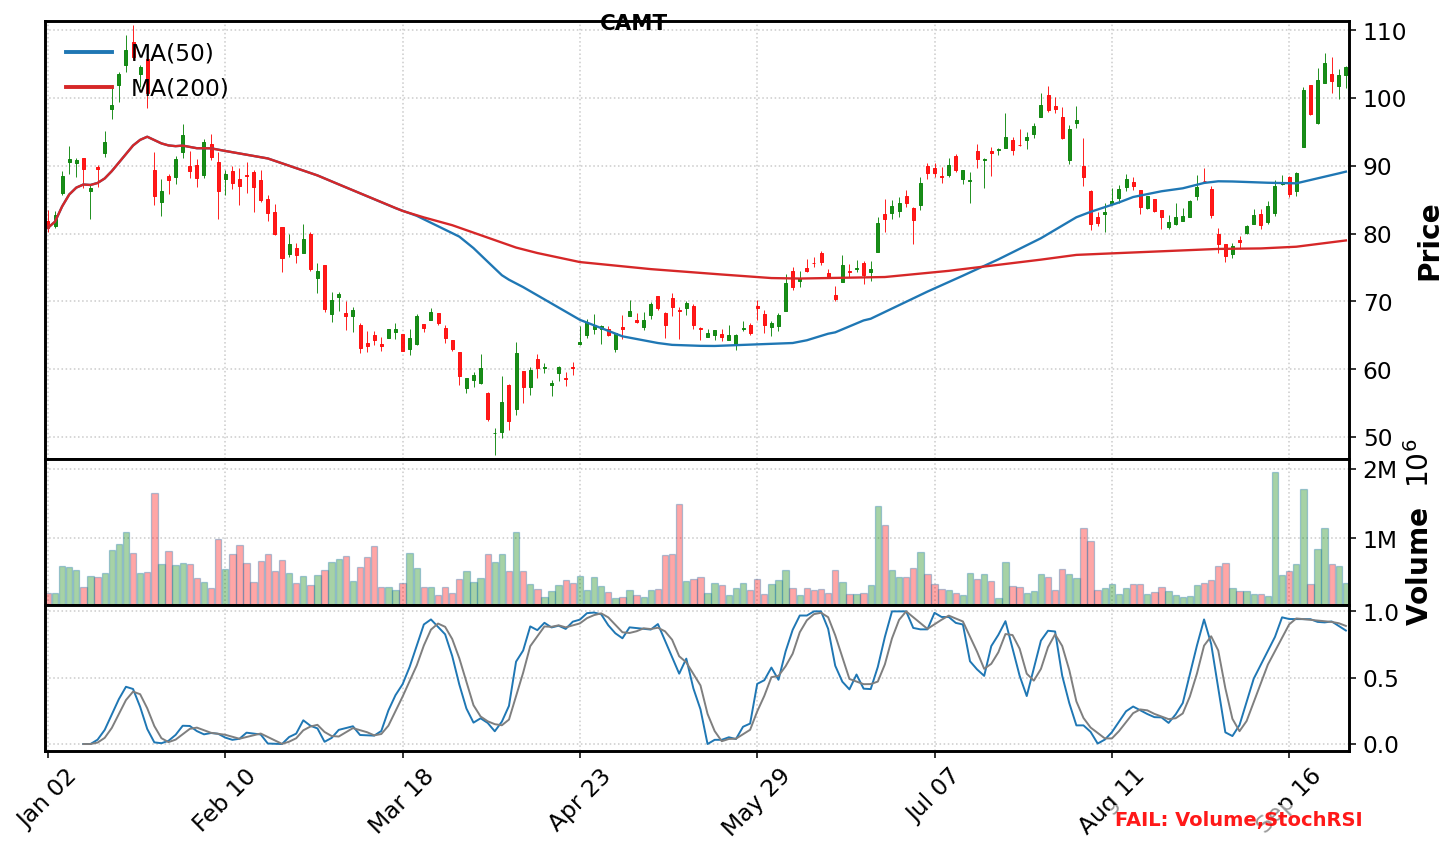 CAMT
MA(50)
MA(200)
110
100
90
80
70
60
50
Price
2M
1M
Volume 10⁶
1.0
0.5
0.0
Jan 02
Feb 10
Mar 18
Apr 23
May 29
Jul 07
Aug 11
Sep 16
FAIL: Volume,StochRSI